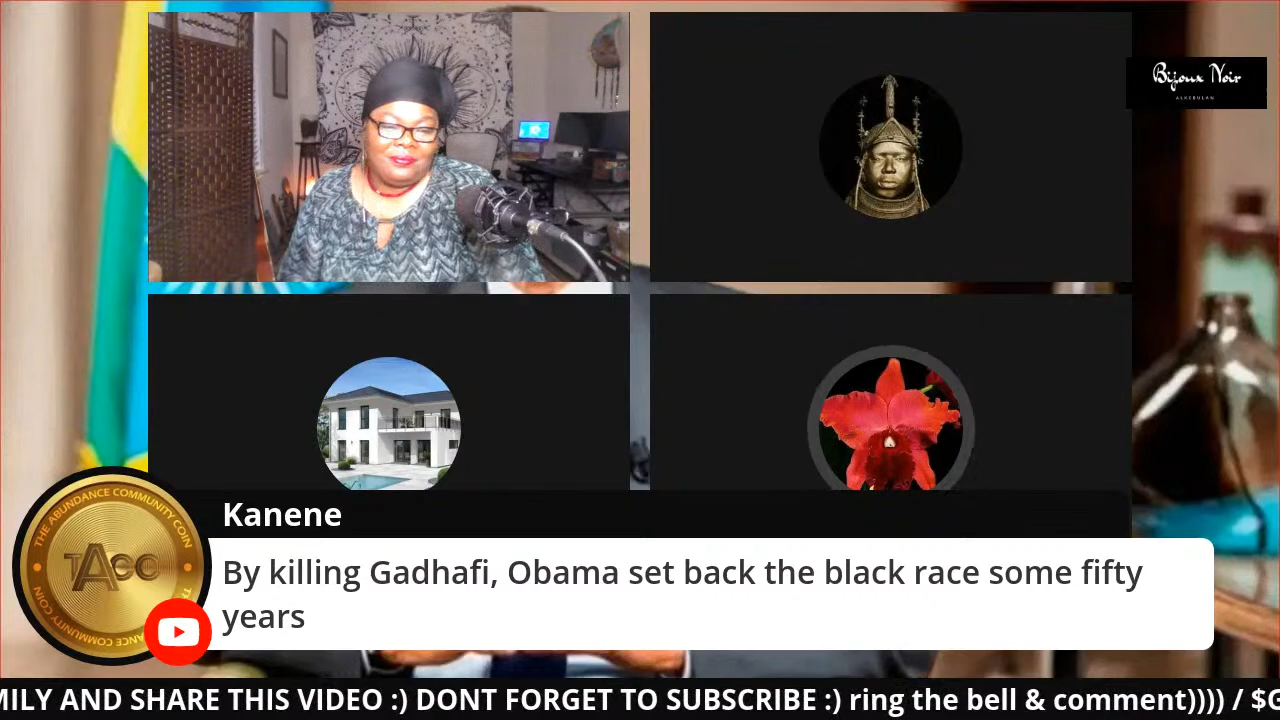 Bijoux Noir
ALKEBULAN
THE ABUNDANCE COMMUNITY COIN
TACC
Kanene
By killing Gadhafi, Obama set back the black race some fifty
years
MILY AND SHARE THIS VIDEO :) DONT FORGET TO SUBSCRIBE :) ring the bell & comment)))) / $C